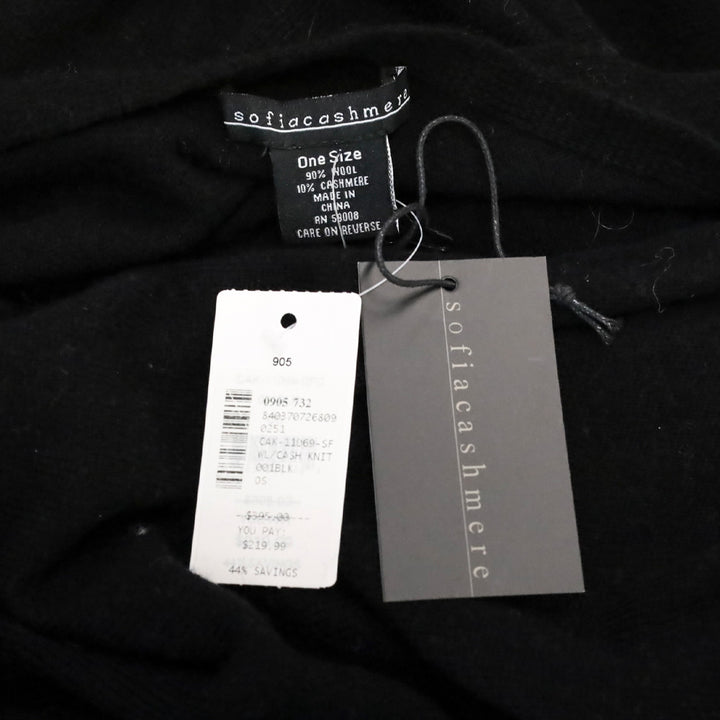 sofiacashmere
One Size
90% WOOL
10% CASHMERE
MADE IN
CHINA
RN 58008
CARE ON REVERSE
905
0905 732
840370726809
0251
CAK-11069-SF
WL/CASH KNIT
001BLK
OS
$395.00
YOU PAY:
$219.99
44% SAVINGS
sofiacashmere